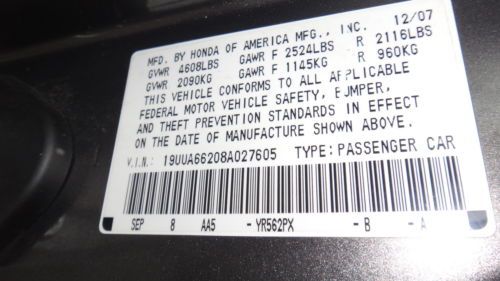 MFD. BY HONDA OF AMERICA MFG., INC. 12/07
GVWR 4608LBS GAWR F 2524LBS R 2116LBS
GVWR 2090KG GAWR F 1145KG R 960KG
THIS VEHICLE CONFORMS TO ALL APPLICABLE
FEDERAL MOTOR VEHICLE SAFETY, BUMPER,
AND THEFT PREVENTION STANDARDS IN EFFECT
ON THE DATE OF MANUFACTURE SHOWN ABOVE.
V.I.N.: 19UUA66208A027605 TYPE:PASSENGER CAR
SEP 8 AA5 -YR562PX -B -A